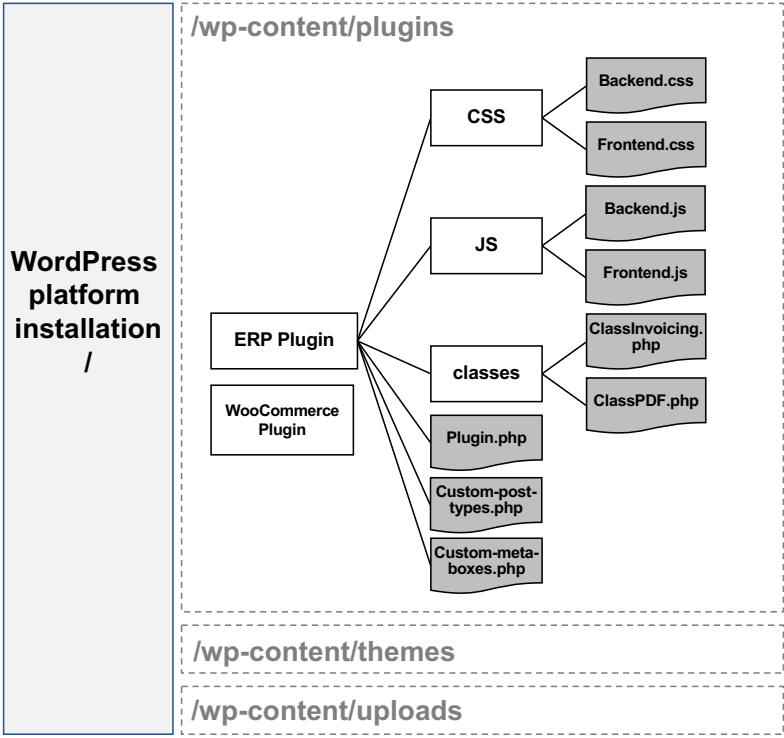 WordPress
platform
installation
/
/wp-content/plugins
ERP Plugin
WooCommerce
Plugin
CSS
JS
classes
Plugin.php
Custom-post-
types.php
Custom-meta-
boxes.php
Backend.css
Frontend.css
Backend.js
Frontend.js
ClassInvoicing.
php
ClassPDF.php
/wp-content/themes
/wp-content/uploads